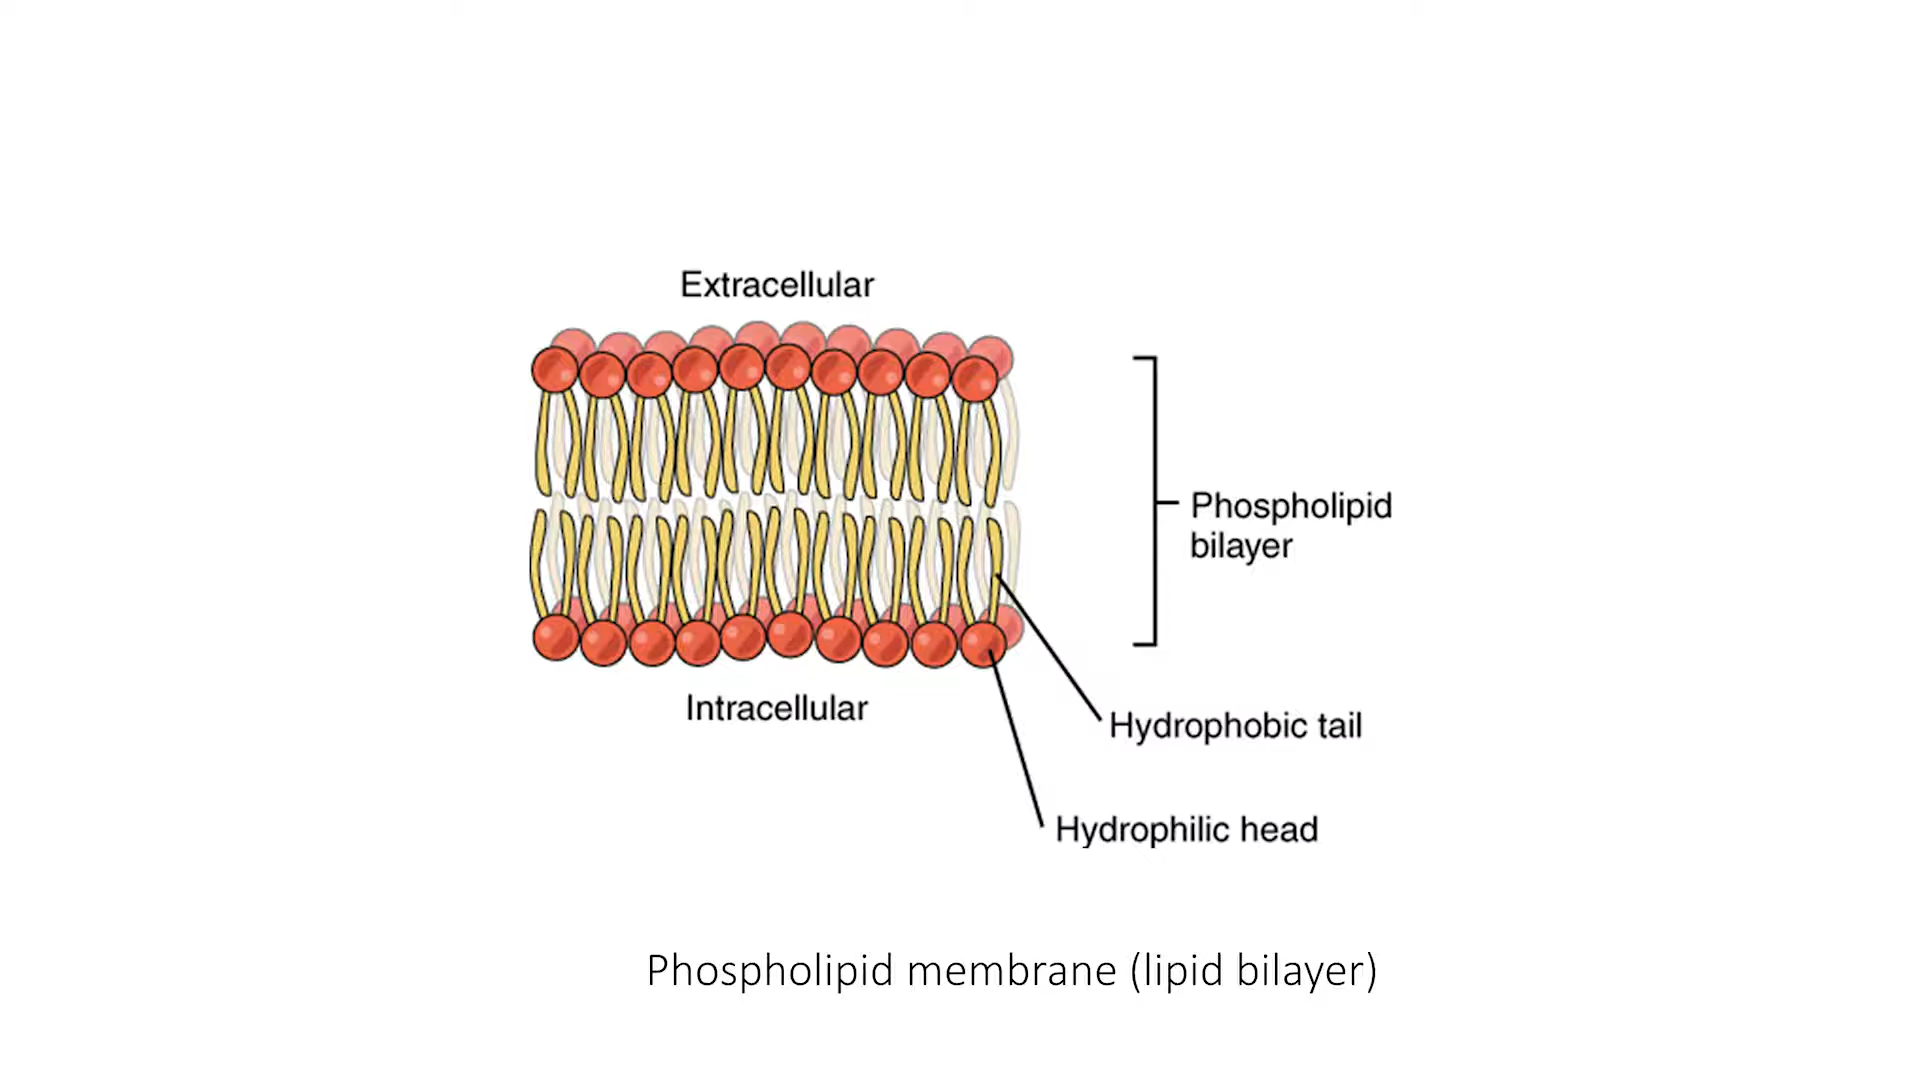 Extracellular
Phospholipid
bilayer
Intracellular
Hydrophobic tail
Hydrophilic head
Phospholipid membrane (lipid bilayer)